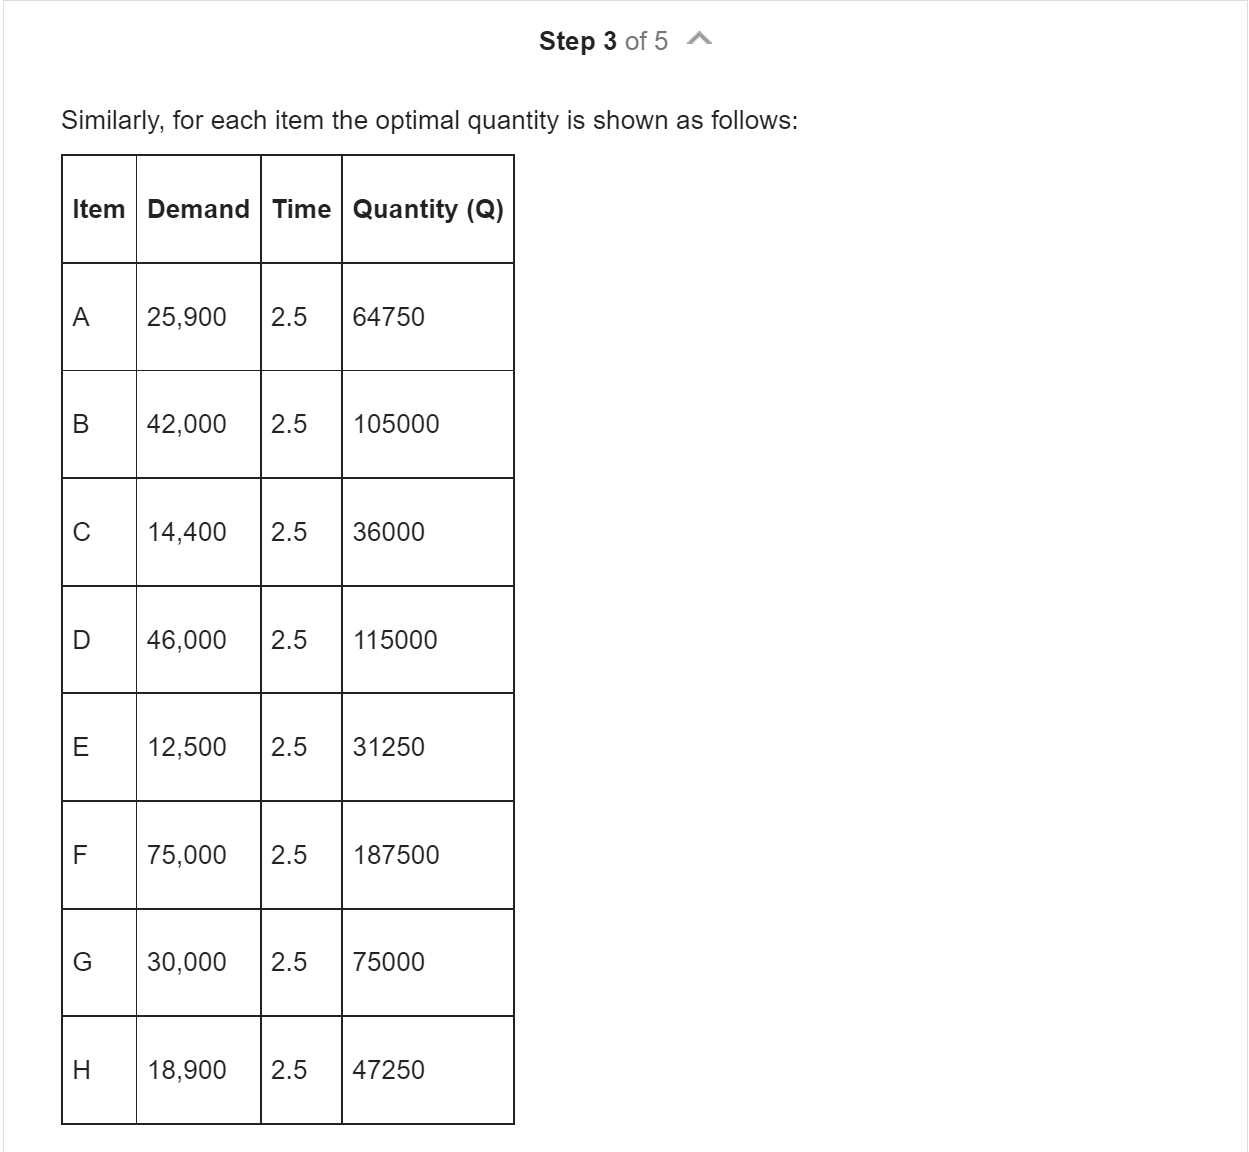 Step 3 of 5
Similarly, for each item the optimal quantity is shown as follows:
Item Demand Time Quantity (Q)
A 25,900 2.5 64750
B 42,000 2.5 105000
C 14,400 2.5 36000
D 46,000 2.5 115000
E 12,500 2.5 31250
F 75,000 2.5 187500
G 30,000 2.5 75000
H 18,900 2.5 47250